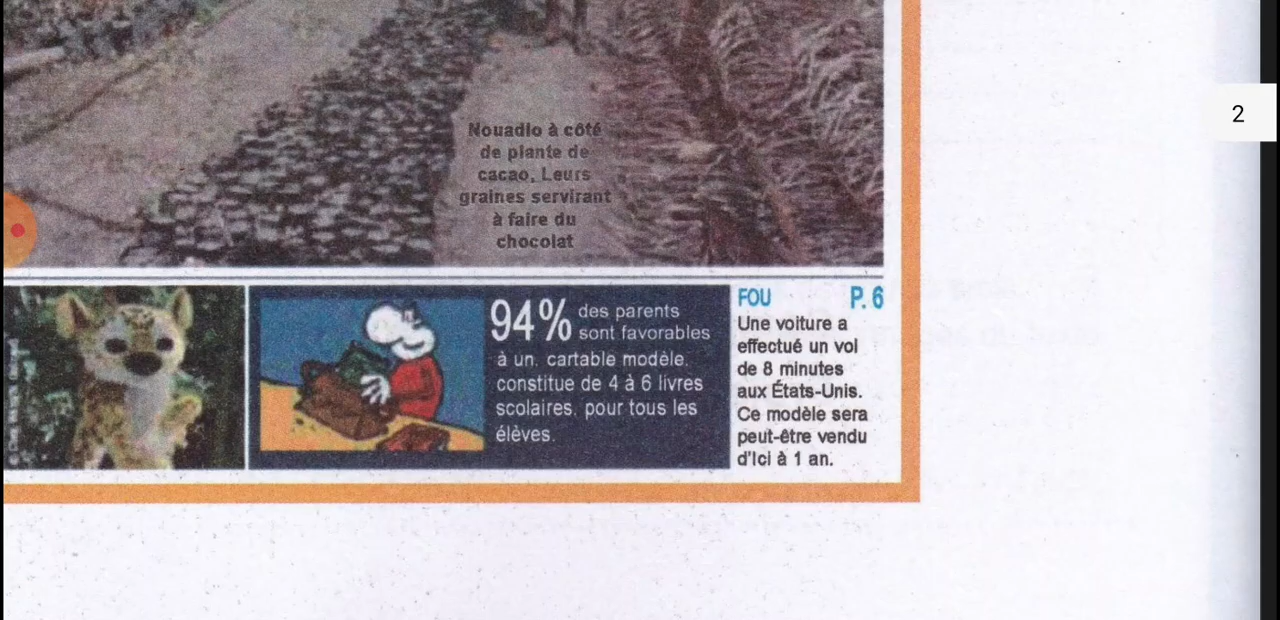 Nouadio à côté
de plante de
cacao, Leurs
graines servirant
à faire du
chocolat
94% des parents
sont favorables
à un. cartable modèle.
constitue de 4 à 6 livres
scolaires. pour tous les
élèves.
FOU P. 6
Une voiture a
effectué un vol
de 8 minutes
aux États-Unis.
Ce modèle sera
peut-être vendu
d'Ici à 1 an.
2